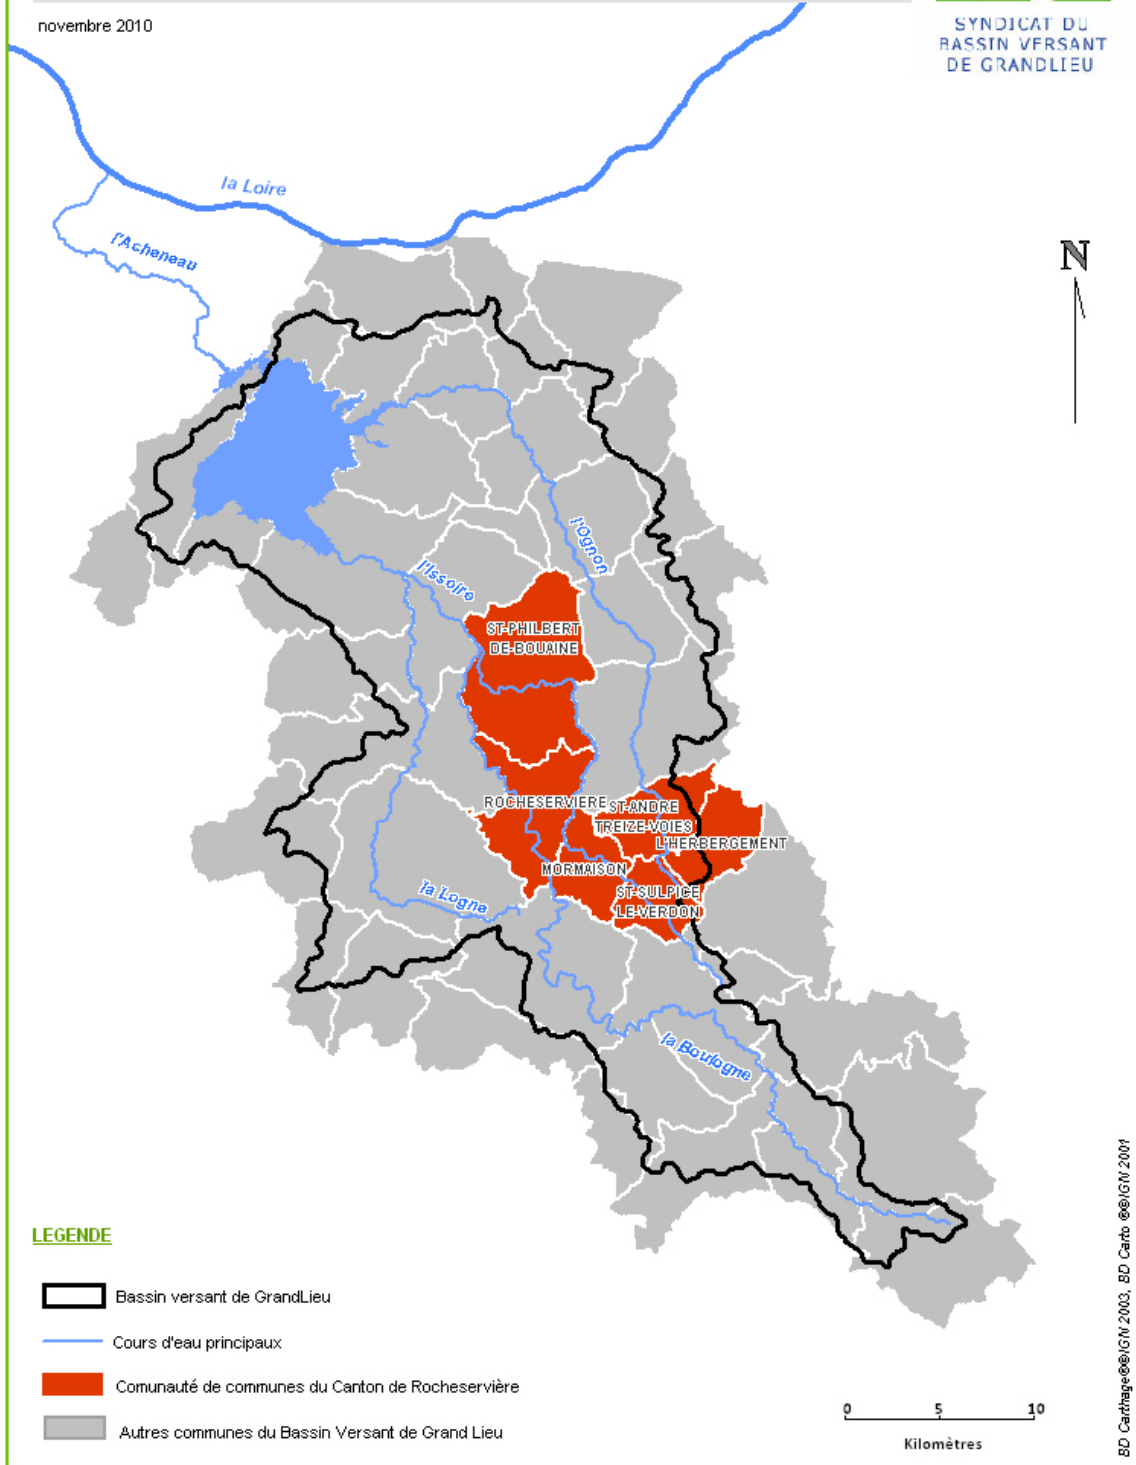 novembre 2010
SYNDICAT DU
BASSIN VERSANT
DE GRANDLIEU
la Loire
l'Acheneau
N
l'Ognon
l'Issoire
ST-PHILBERT
DE-BOUAINE
ROCHESERVIERE
ST-ANDRE
TREIZE-VOIES
L'HERBERGEMENT
MORMAISON
ST-SULPICE
LE-VERDON
la Logne
la Boulogne
LEGENDE
Bassin versant de GrandLieu
Cours d'eau principaux
Comunauté de communes du Canton de Rocheservière
Autres communes du Bassin Versant de Grand Lieu
0 5 10
Kilomètres
BD Carthage®©IGN 2003, BD Carto ®©IGN 2001